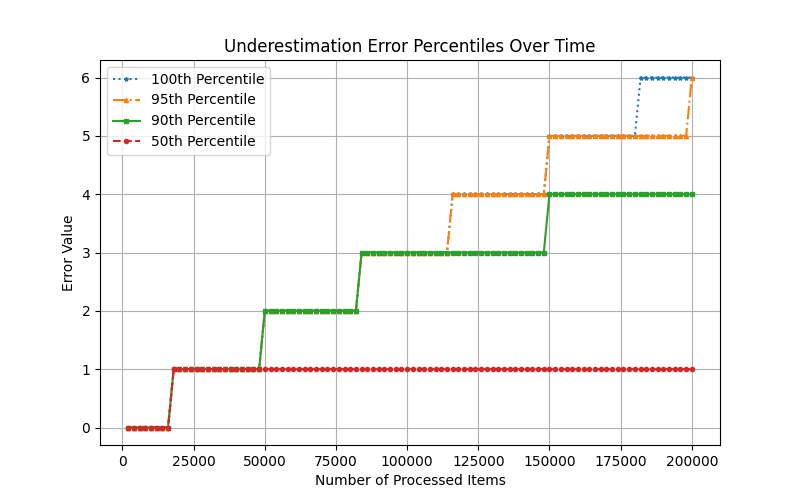 Underestimation Error Percentiles Over Time
100th Percentile
95th Percentile
90th Percentile
50th Percentile
Error Value
6
5
4
3
2
1
0
0 25000 50000 75000 100000 125000 150000 175000 200000
Number of Processed Items